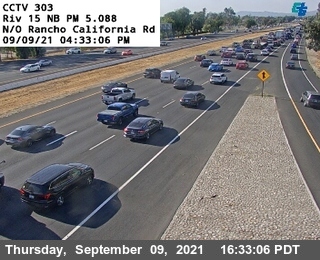 CCTV 303
Riv 15 NB PM 5.088
N/O Rancho California Rd
09/09/21 04:33:06 PM
Thursday, September 09, 2021 16:33:06 PDT